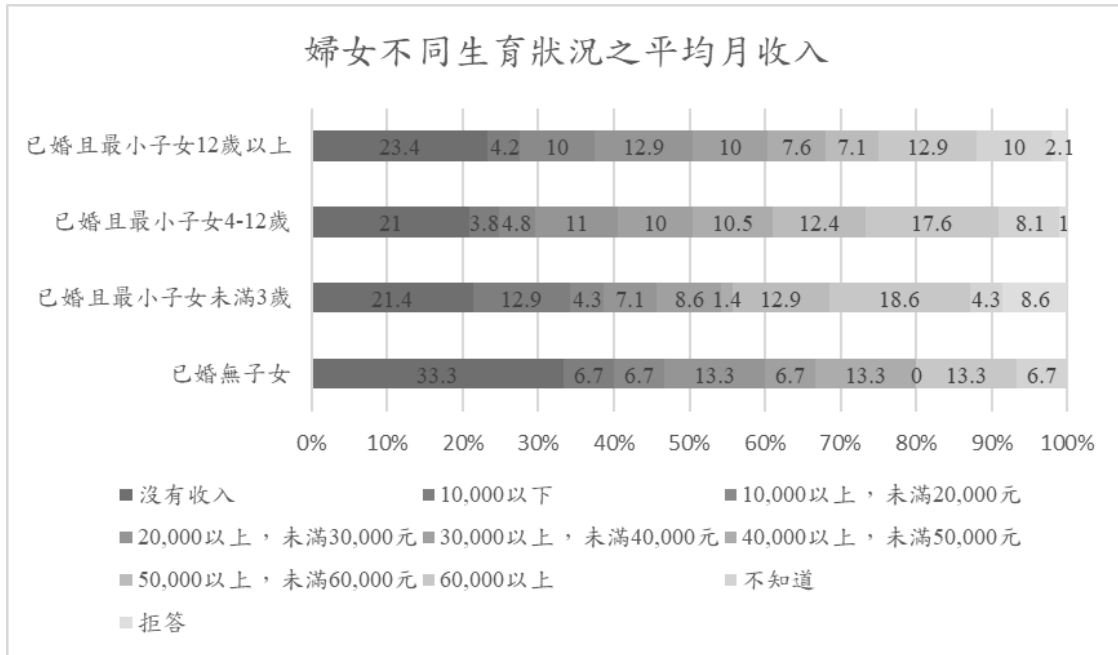 婦女不同生育狀況之平均月收入
已婚且最小子女12歲以上 23.4 4.2 10 12.9 10 7.6 7.1 12.9 10 2.1
已婚且最小子女4-12歲 21 3.8 4.8 11 10 10.5 12.4 17.6 8.1 1
已婚且最小子女未滿3歲 21.4 12.9 4.3 7.1 8.6 1.4 12.9 18.6 4.3 8.6
已婚無子女 33.3 6.7 6.7 13.3 6.7 13.3 0 13.3 6.7
0% 10% 20% 30% 40% 50% 60% 70% 80% 90% 100%
沒有收入 10,000以下 10,000以上，未滿20,000元
20,000以上，未滿30,000元 30,000以上，未滿40,000元 40,000以上，未滿50,000元
50,000以上，未滿60,000元 60,000以上 不知道
拒答